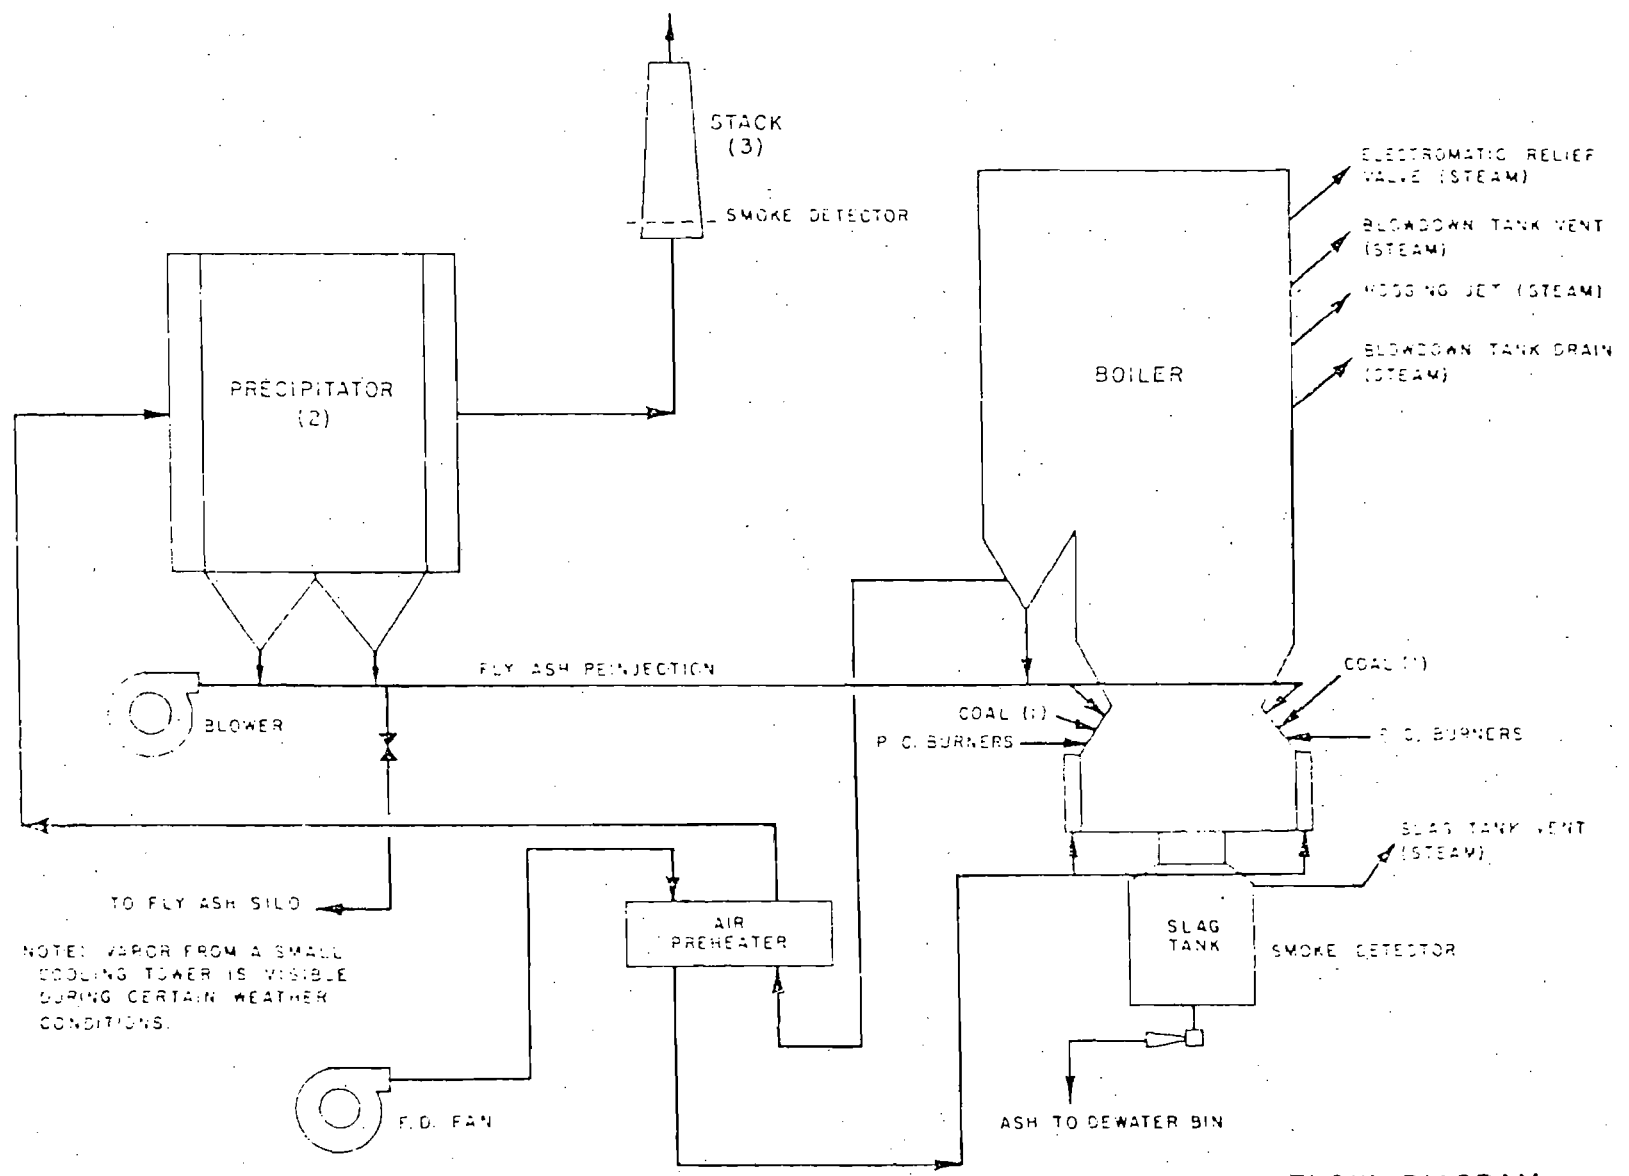 STACK
(3)
SMOKE DETECTOR
ELECTROMATIC RELIEF
VALVE (STEAM)
BLOWDOWN TANK VENT
(STEAM)
HOGGING JET (STEAM)
BLOWDOWN TANK DRAIN
(STEAM)
BOILER
PRECIPITATOR
(2)
FLY ASH REINJECTION
COAL (1)
COAL (1)
P. C. BURNERS
P. C. BURNERS
BLOWER
SLAG TANK VENT
(STEAM)
TO FLY ASH SILO
AIR
PREHEATER
SLAG
TANK
SMOKE DETECTOR
NOTE: VAPOR FROM A SMALL
COOLING TOWER IS VISIBLE
DURING CERTAIN WEATHER
CONDITIONS.
F. D. FAN
ASH TO DEWATER BIN
FLOW DIAGRAM